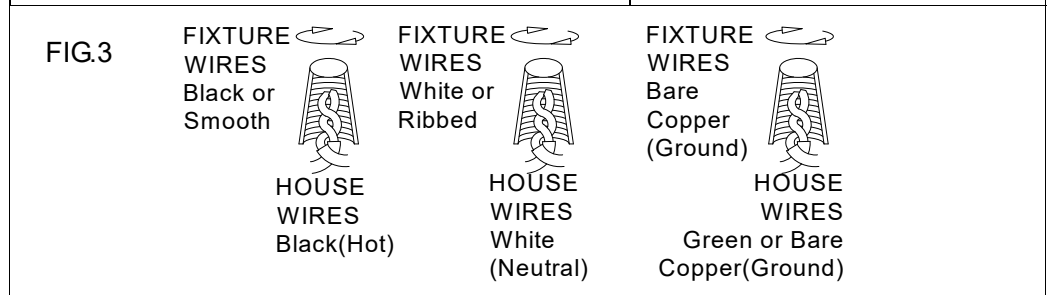 FIG.3
FIXTURE
WIRES
Black or
Smooth
HOUSE
WIRES
Black(Hot)
FIXTURE
WIRES
White or
Ribbed
HOUSE
WIRES
White
(Neutral)
FIXTURE
WIRES
Bare
Copper
(Ground)
HOUSE
WIRES
Green or Bare
Copper(Ground)